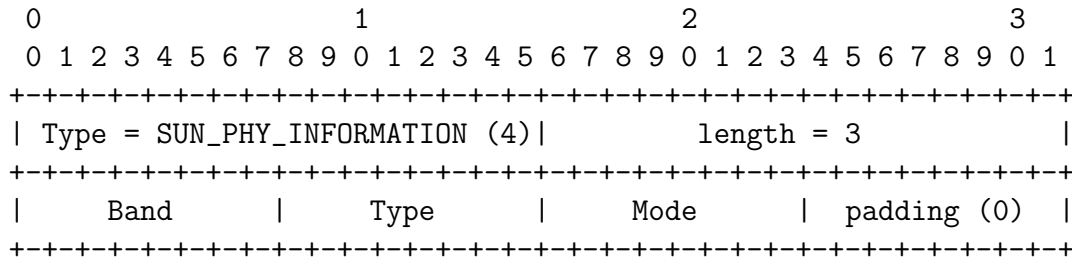 0                   1                   2                   3
 0 1 2 3 4 5 6 7 8 9 0 1 2 3 4 5 6 7 8 9 0 1 2 3 4 5 6 7 8 9 0 1
+-+-+-+-+-+-+-+-+-+-+-+-+-+-+-+-+-+-+-+-+-+-+-+-+-+-+-+-+-+-+-+-+
| Type = SUN_PHY_INFORMATION (4)|         length = 3            |
+-+-+-+-+-+-+-+-+-+-+-+-+-+-+-+-+-+-+-+-+-+-+-+-+-+-+-+-+-+-+-+-+
|     Band      |     Type      |     Mode      |  padding (0)  |
+-+-+-+-+-+-+-+-+-+-+-+-+-+-+-+-+-+-+-+-+-+-+-+-+-+-+-+-+-+-+-+-+